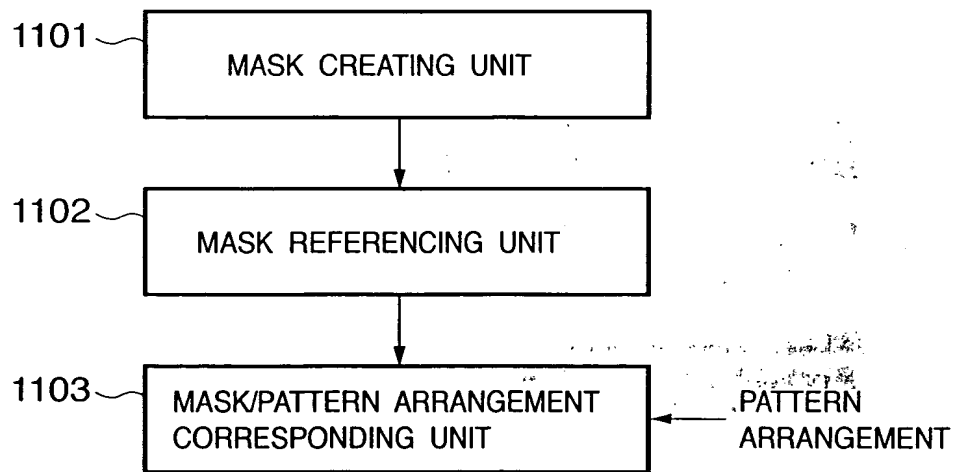 1101
MASK CREATING UNIT
1102
MASK REFERENCING UNIT
1103
MASK/PATTERN ARRANGEMENT
CORRESPONDING UNIT
PATTERN
ARRANGEMENT